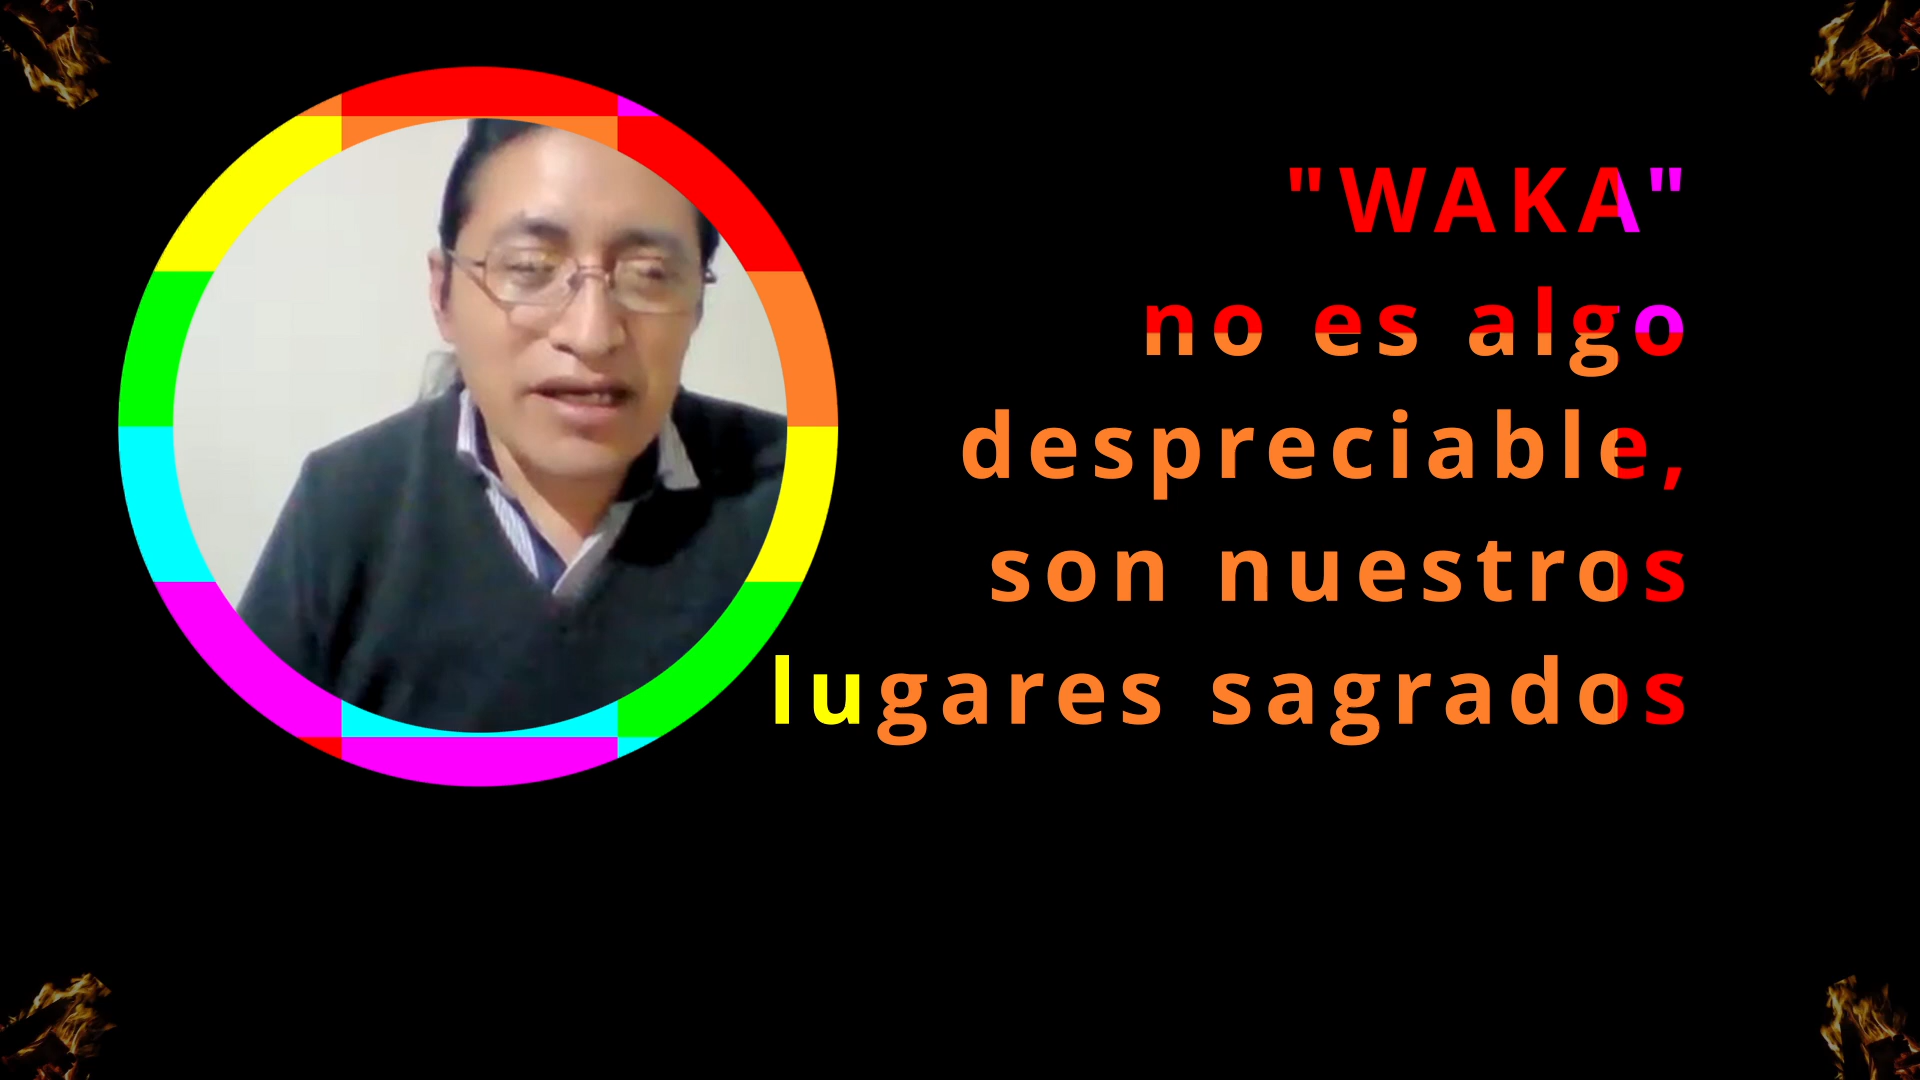 "WAKA"
no es algo
despreciable,
son nuestros
lugares sagrados